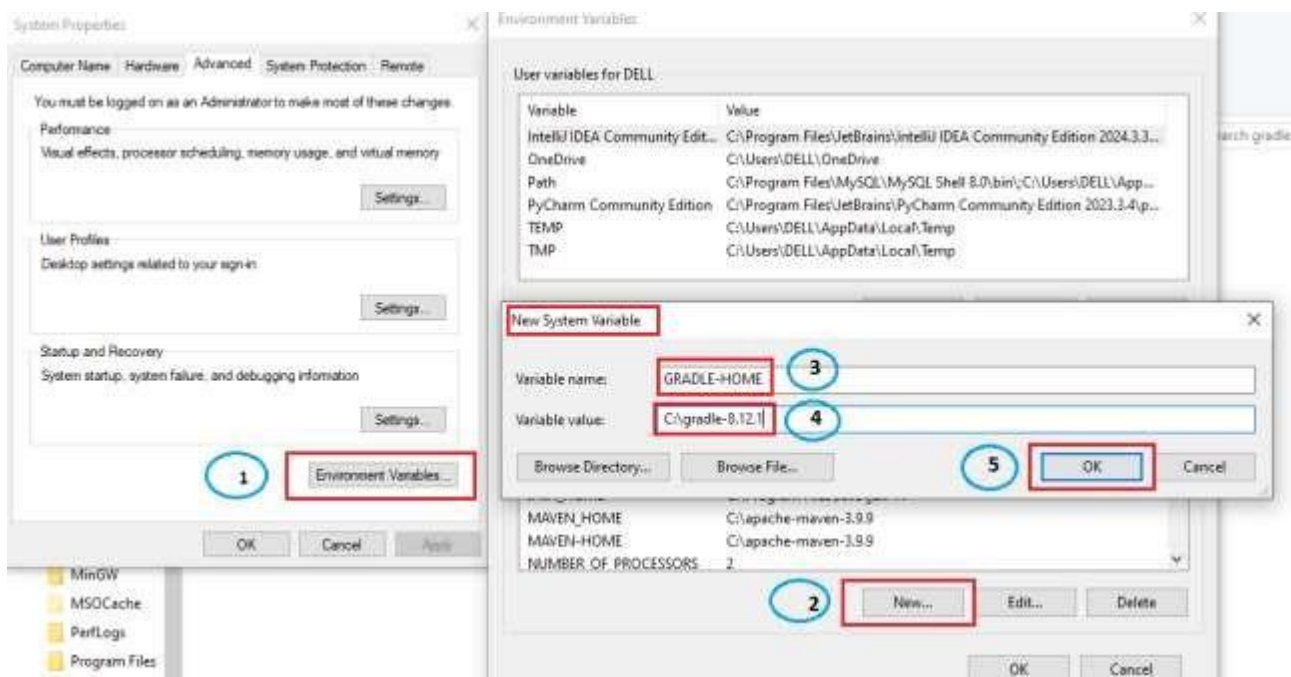 System Properties
Computer Name Hardware Advanced System Protection Remote
You must be logged on as an Administrator to make most of these changes.
Performance
Visual effects, processor scheduling, memory usage, and virtual memory
Settings...
User Profiles
Desktop settings related to your sign-in
Settings...
Startup and Recovery
System startup, system failure, and debugging information
Settings...
1
Environment Variables...
OK Cancel Apply
MinGW
MSOCache
PerfLogs
Program Files
Environment Variables
User variables for DELL
Variable Value
IntelliJ IDEA Community Edit... C:\Program Files\JetBrains\IntelliJ IDEA Community Edition 2024.3.3...
OneDrive C:\Users\DELL\OneDrive
Path C:\Program Files\MySQL\MySQL Shell 8.0\bin\;C:\Users\DELL\App...
PyCharm Community Edition C:\Program Files\JetBrains\PyCharm Community Edition 2023.3.4\p...
TEMP C:\Users\DELL\AppData\Local\Temp
TMP C:\Users\DELL\AppData\Local\Temp
arch gradle
New System Variable
Variable name: GRADLE-HOME 3
Variable value: C:\gradle-8.12.1 4
Browse Directory... Browse File... 5 OK Cancel
MAVEN_HOME C:\apache-maven-3.9.9
MAVEN-HOME C:\apache-maven-3.9.9
NUMBER_OF_PROCESSORS 2
2 New... Edit... Delete
OK Cancel